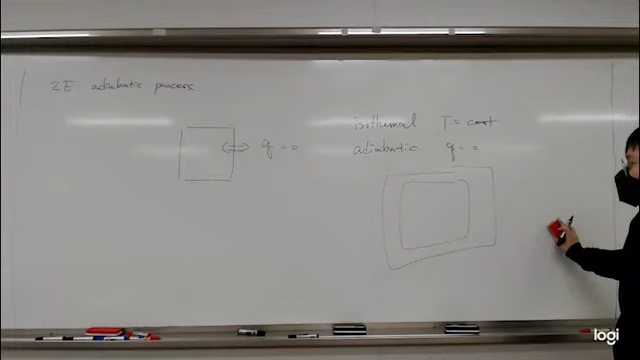 2E adiabatic process
q = 0
isothermal T = const
adiabatic q = 0
logi